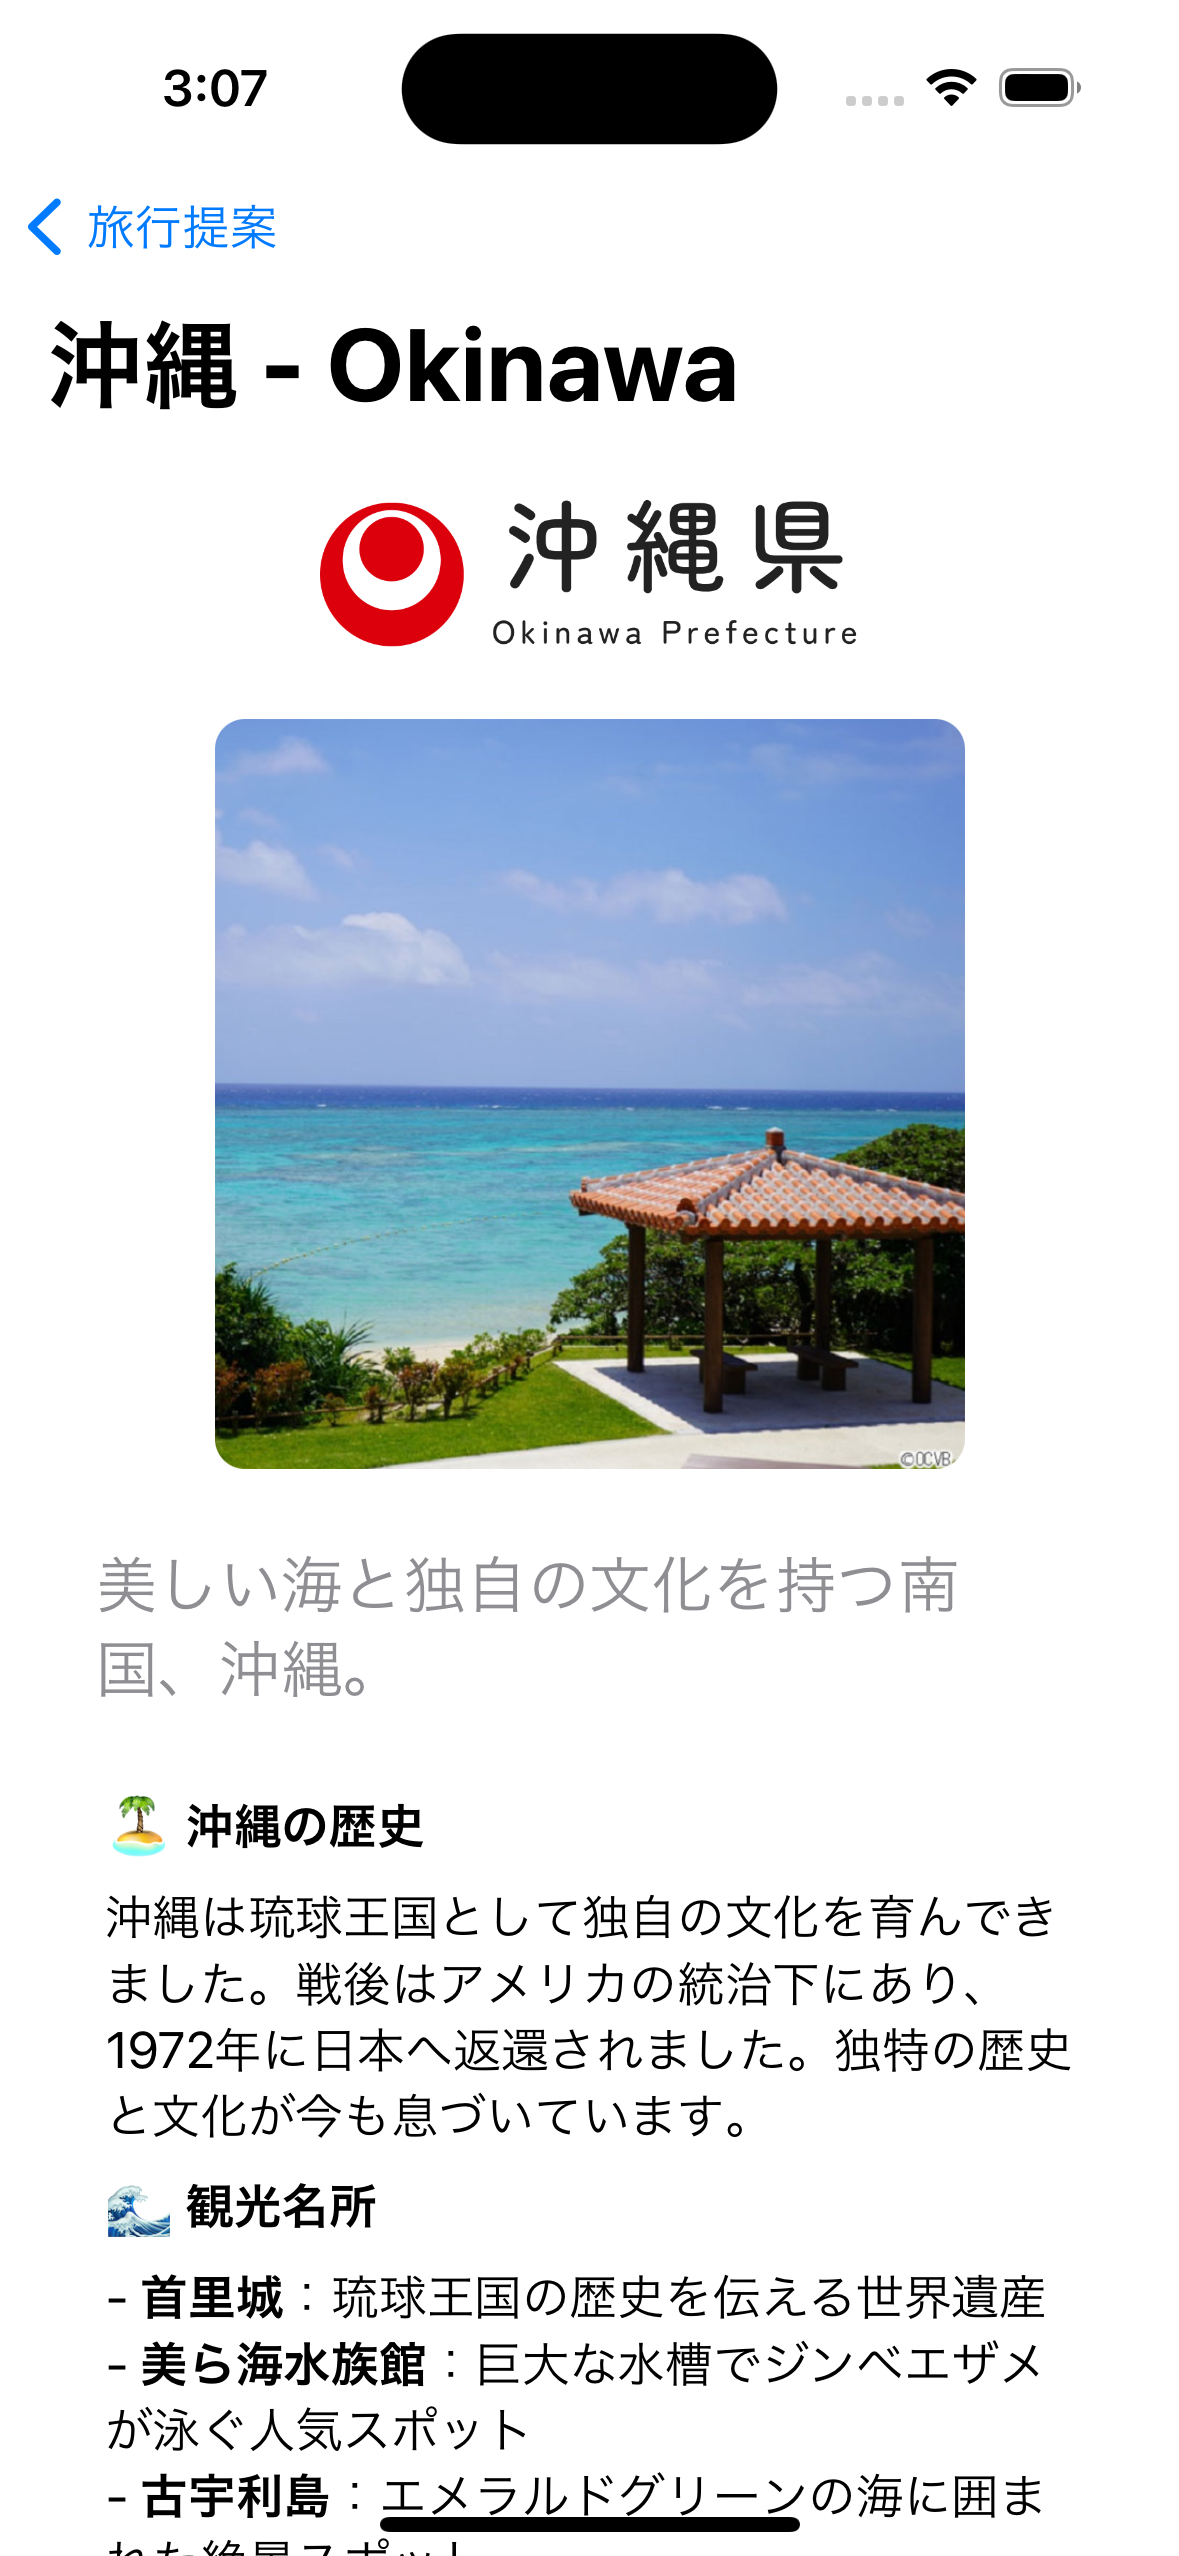 3:07
旅行提案
沖縄 - Okinawa
沖縄県
Okinawa Prefecture
©OCVB
美しい海と独自の文化を持つ南
国、沖縄。
🏝️ 沖縄の歴史
沖縄は琉球王国として独自の文化を育んでき
ました。戦後はアメリカの統治下にあり、
1972年に日本へ返還されました。独特の歴史
と文化が今も息づいています。
🌊 観光名所
- 首里城：琉球王国の歴史を伝える世界遺産
- 美ら海水族館：巨大な水槽でジンベエザメ
が泳ぐ人気スポット
- 古宇利島：エメラルドグリーンの海に囲ま
れた絶景スポット